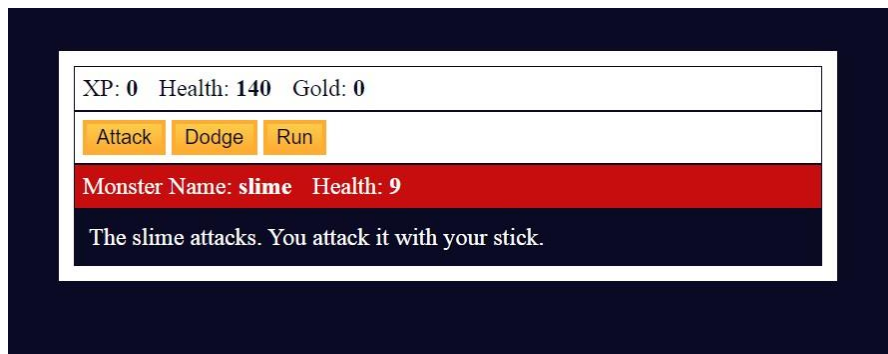 XP: 0 Health: 140 Gold: 0
Attack Dodge Run
Monster Name: slime Health: 9
The slime attacks. You attack it with your stick.